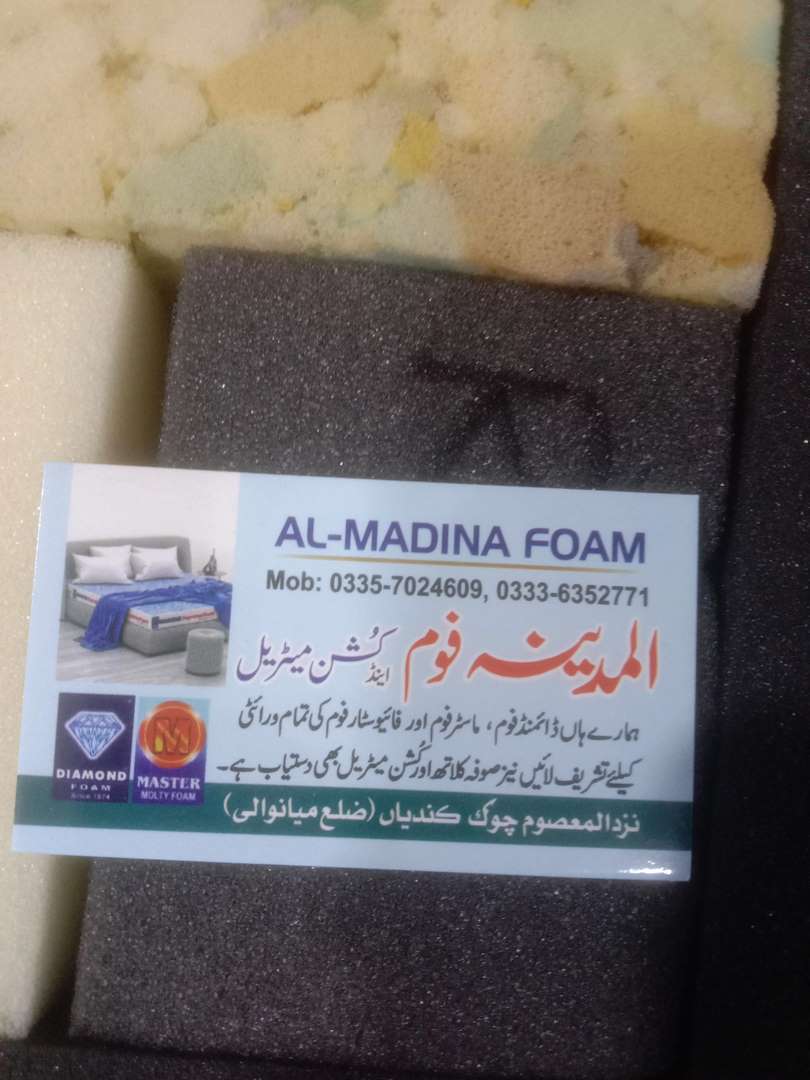 AL-MADINA FOAM
Mob: 0335-7024609, 0333-6352771
المدینہ فوم اینڈ کُشن میٹریل
ہمارے ہاں ڈائمنڈ فوم، ماسٹر فوم اور فائیو سٹار فوم کی تمام ورائٹی
کیلئے تشریف لائیں نیز صوفہ کلاتھ اور کُشن میٹریل بھی دستیاب ہے۔
نزد المعصوم چوک کندیاں (ضلع میانوالی)
DIAMOND
FOAM
Since 1974
M
MASTER
MOLTY FOAM